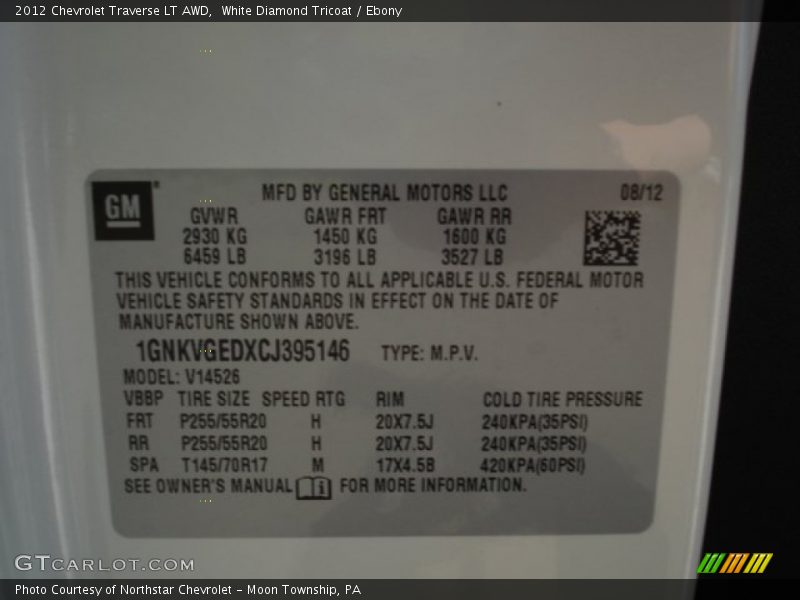 2012 Chevrolet Traverse LT AWD, White Diamond Tricoat / Ebony
GM
MFD BY GENERAL MOTORS LLC 08/12
GVWR GAWR FRT GAWR RR
2930 KG 1450 KG 1600 KG
6459 LB 3196 LB 3527 LB
THIS VEHICLE CONFORMS TO ALL APPLICABLE U.S. FEDERAL MOTOR
VEHICLE SAFETY STANDARDS IN EFFECT ON THE DATE OF
MANUFACTURE SHOWN ABOVE.
1GNKVGEDXCJ395146 TYPE: M.P.V.
MODEL: V14526
VBBP TIRE SIZE SPEED RTG RIM COLD TIRE PRESSURE
FRT P255/55R20 H 20X7.5J 240KPA(35PSI)
RR P255/55R20 H 20X7.5J 240KPA(35PSI)
SPA T145/70R17 M 17X4.5B 420KPA(60PSI)
SEE OWNER'S MANUAL FOR MORE INFORMATION.
GTCARLOT.COM
Photo Courtesy of Northstar Chevrolet - Moon Township, PA